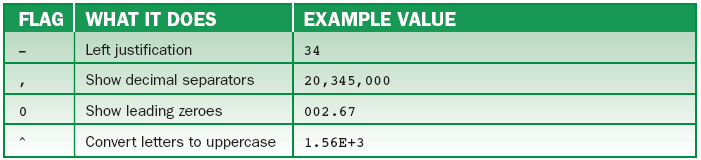 FLAG WHAT IT DOES EXAMPLE VALUE
– Left justification 34
, Show decimal separators 20,345,000
0 Show leading zeroes 002.67
^ Convert letters to uppercase 1.56E+3